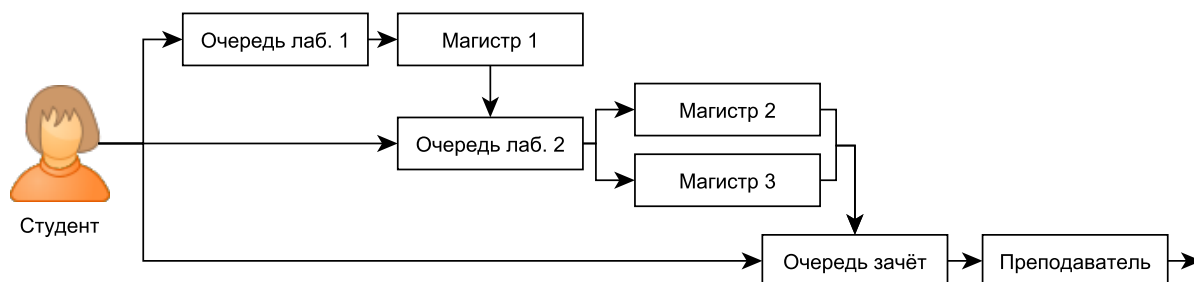 Очередь лаб. 1
Магистр 1
Магистр 2
Очередь лаб. 2
Магистр 3
Студент
Очередь зачёт
Преподаватель